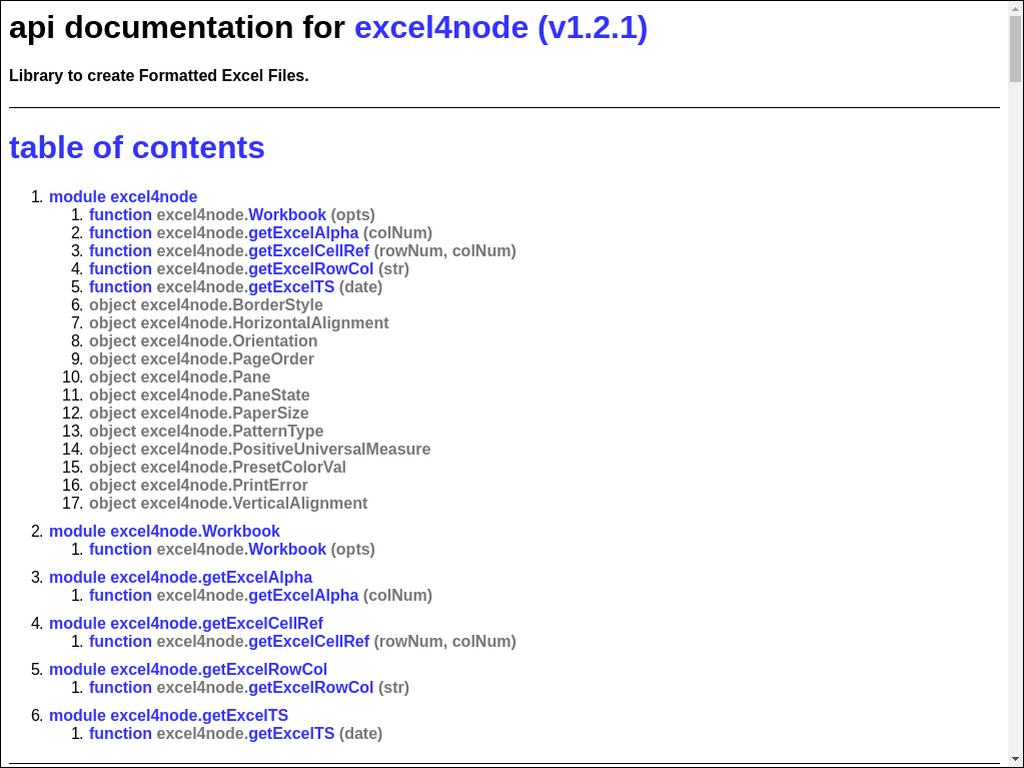 api documentation for excel4node (v1.2.1)
Library to create Formatted Excel Files.
table of contents
1. module excel4node
1. function excel4node.Workbook (opts)
2. function excel4node.getExcelAlpha (colNum)
3. function excel4node.getExcelCellRef (rowNum, colNum)
4. function excel4node.getExcelRowCol (str)
5. function excel4node.getExcelTS (date)
6. object excel4node.BorderStyle
7. object excel4node.HorizontalAlignment
8. object excel4node.Orientation
9. object excel4node.PageOrder
10. object excel4node.Pane
11. object excel4node.PaneState
12. object excel4node.PaperSize
13. object excel4node.PatternType
14. object excel4node.PositiveUniversalMeasure
15. object excel4node.PresetColorVal
16. object excel4node.PrintError
17. object excel4node.VerticalAlignment
2. module excel4node.Workbook
1. function excel4node.Workbook (opts)
3. module excel4node.getExcelAlpha
1. function excel4node.getExcelAlpha (colNum)
4. module excel4node.getExcelCellRef
1. function excel4node.getExcelCellRef (rowNum, colNum)
5. module excel4node.getExcelRowCol
1. function excel4node.getExcelRowCol (str)
6. module excel4node.getExcelTS
1. function excel4node.getExcelTS (date)